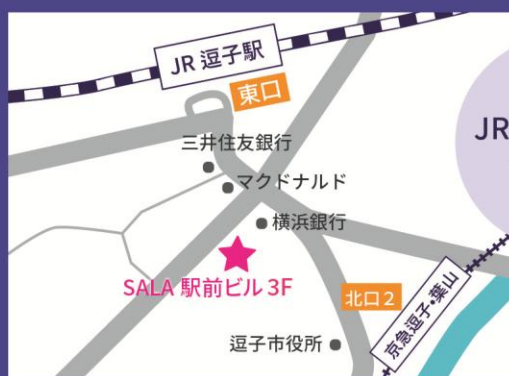 JR 逗子駅
東口
JR
三井住友銀行
マクドナルド
横浜銀行
SALA 駅前ビル 3F
北口2
京急逗子・葉山
逗子市役所